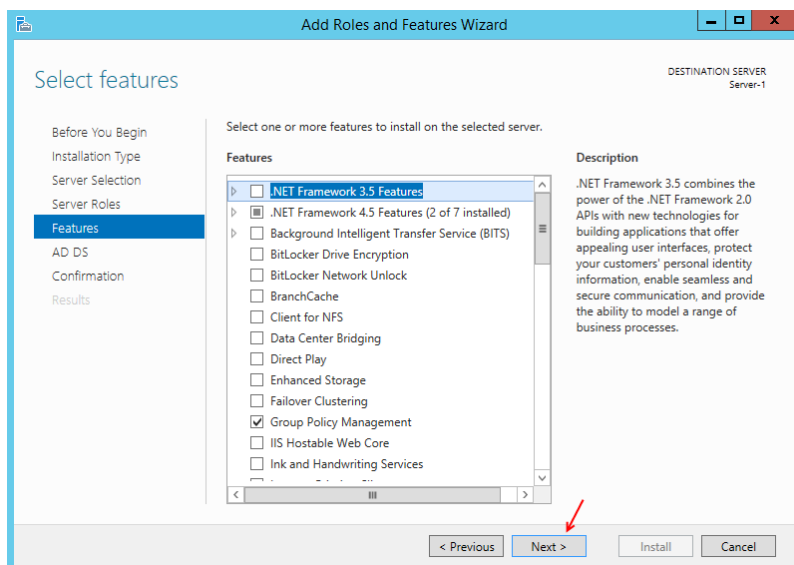 Add Roles and Features Wizard
Select features
DESTINATION SERVER
Server-1
Before You Begin
Installation Type
Server Selection
Server Roles
Features
AD DS
Confirmation
Results
Select one or more features to install on the selected server.
Features
.NET Framework 3.5 Features
.NET Framework 4.5 Features (2 of 7 installed)
Background Intelligent Transfer Service (BITS)
BitLocker Drive Encryption
BitLocker Network Unlock
BranchCache
Client for NFS
Data Center Bridging
Direct Play
Enhanced Storage
Failover Clustering
Group Policy Management
IIS Hostable Web Core
Ink and Handwriting Services
Description
.NET Framework 3.5 combines the
power of the .NET Framework 2.0
APIs with new technologies for
building applications that offer
appealing user interfaces, protect
your customers' personal identity
information, enable seamless and
secure communication, and provide
the ability to model a range of
business processes.
< Previous
Next >
Install
Cancel